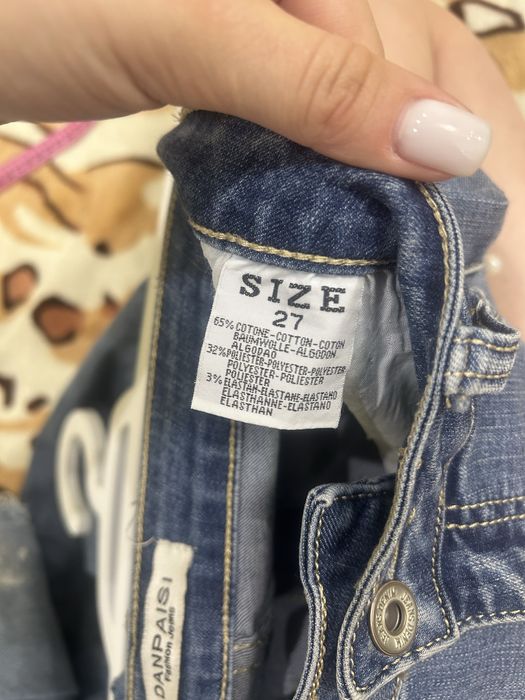 SIZE
27
65% COTONE-COTTON-COTON
BAUMWOLLE-ALGODON
ALGODAO
32% POLIESTER-POLYESTER-POLYESTER
POLYESTER-POLIESTER
POLYESTER
3% ELASTAN-ELASTANE-ELASTANO
ELASTHANNE-ELASTANO
ELASTHAN
DANPAISI
Fashion Jeans